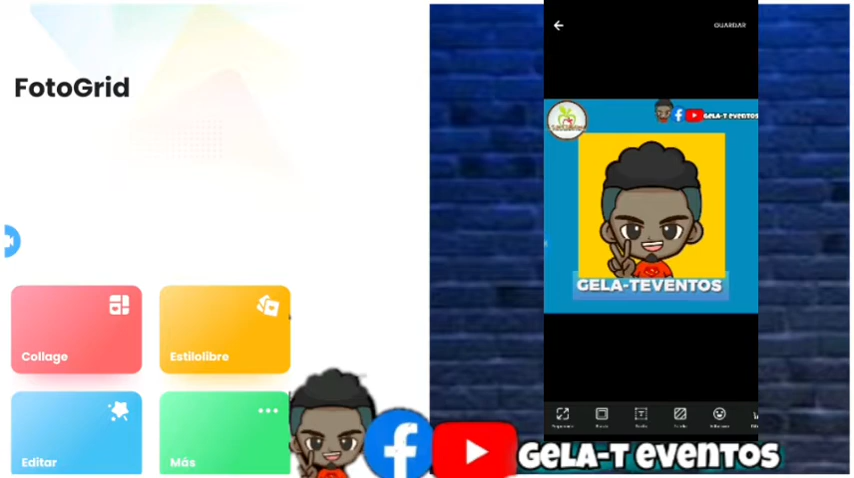 FotoGrid
Collage
Estilolibre
Editar
Más
GUARDAR
GELA-T EVENTOS
GELA-TEVENTOS
GELA-T EVENTOS